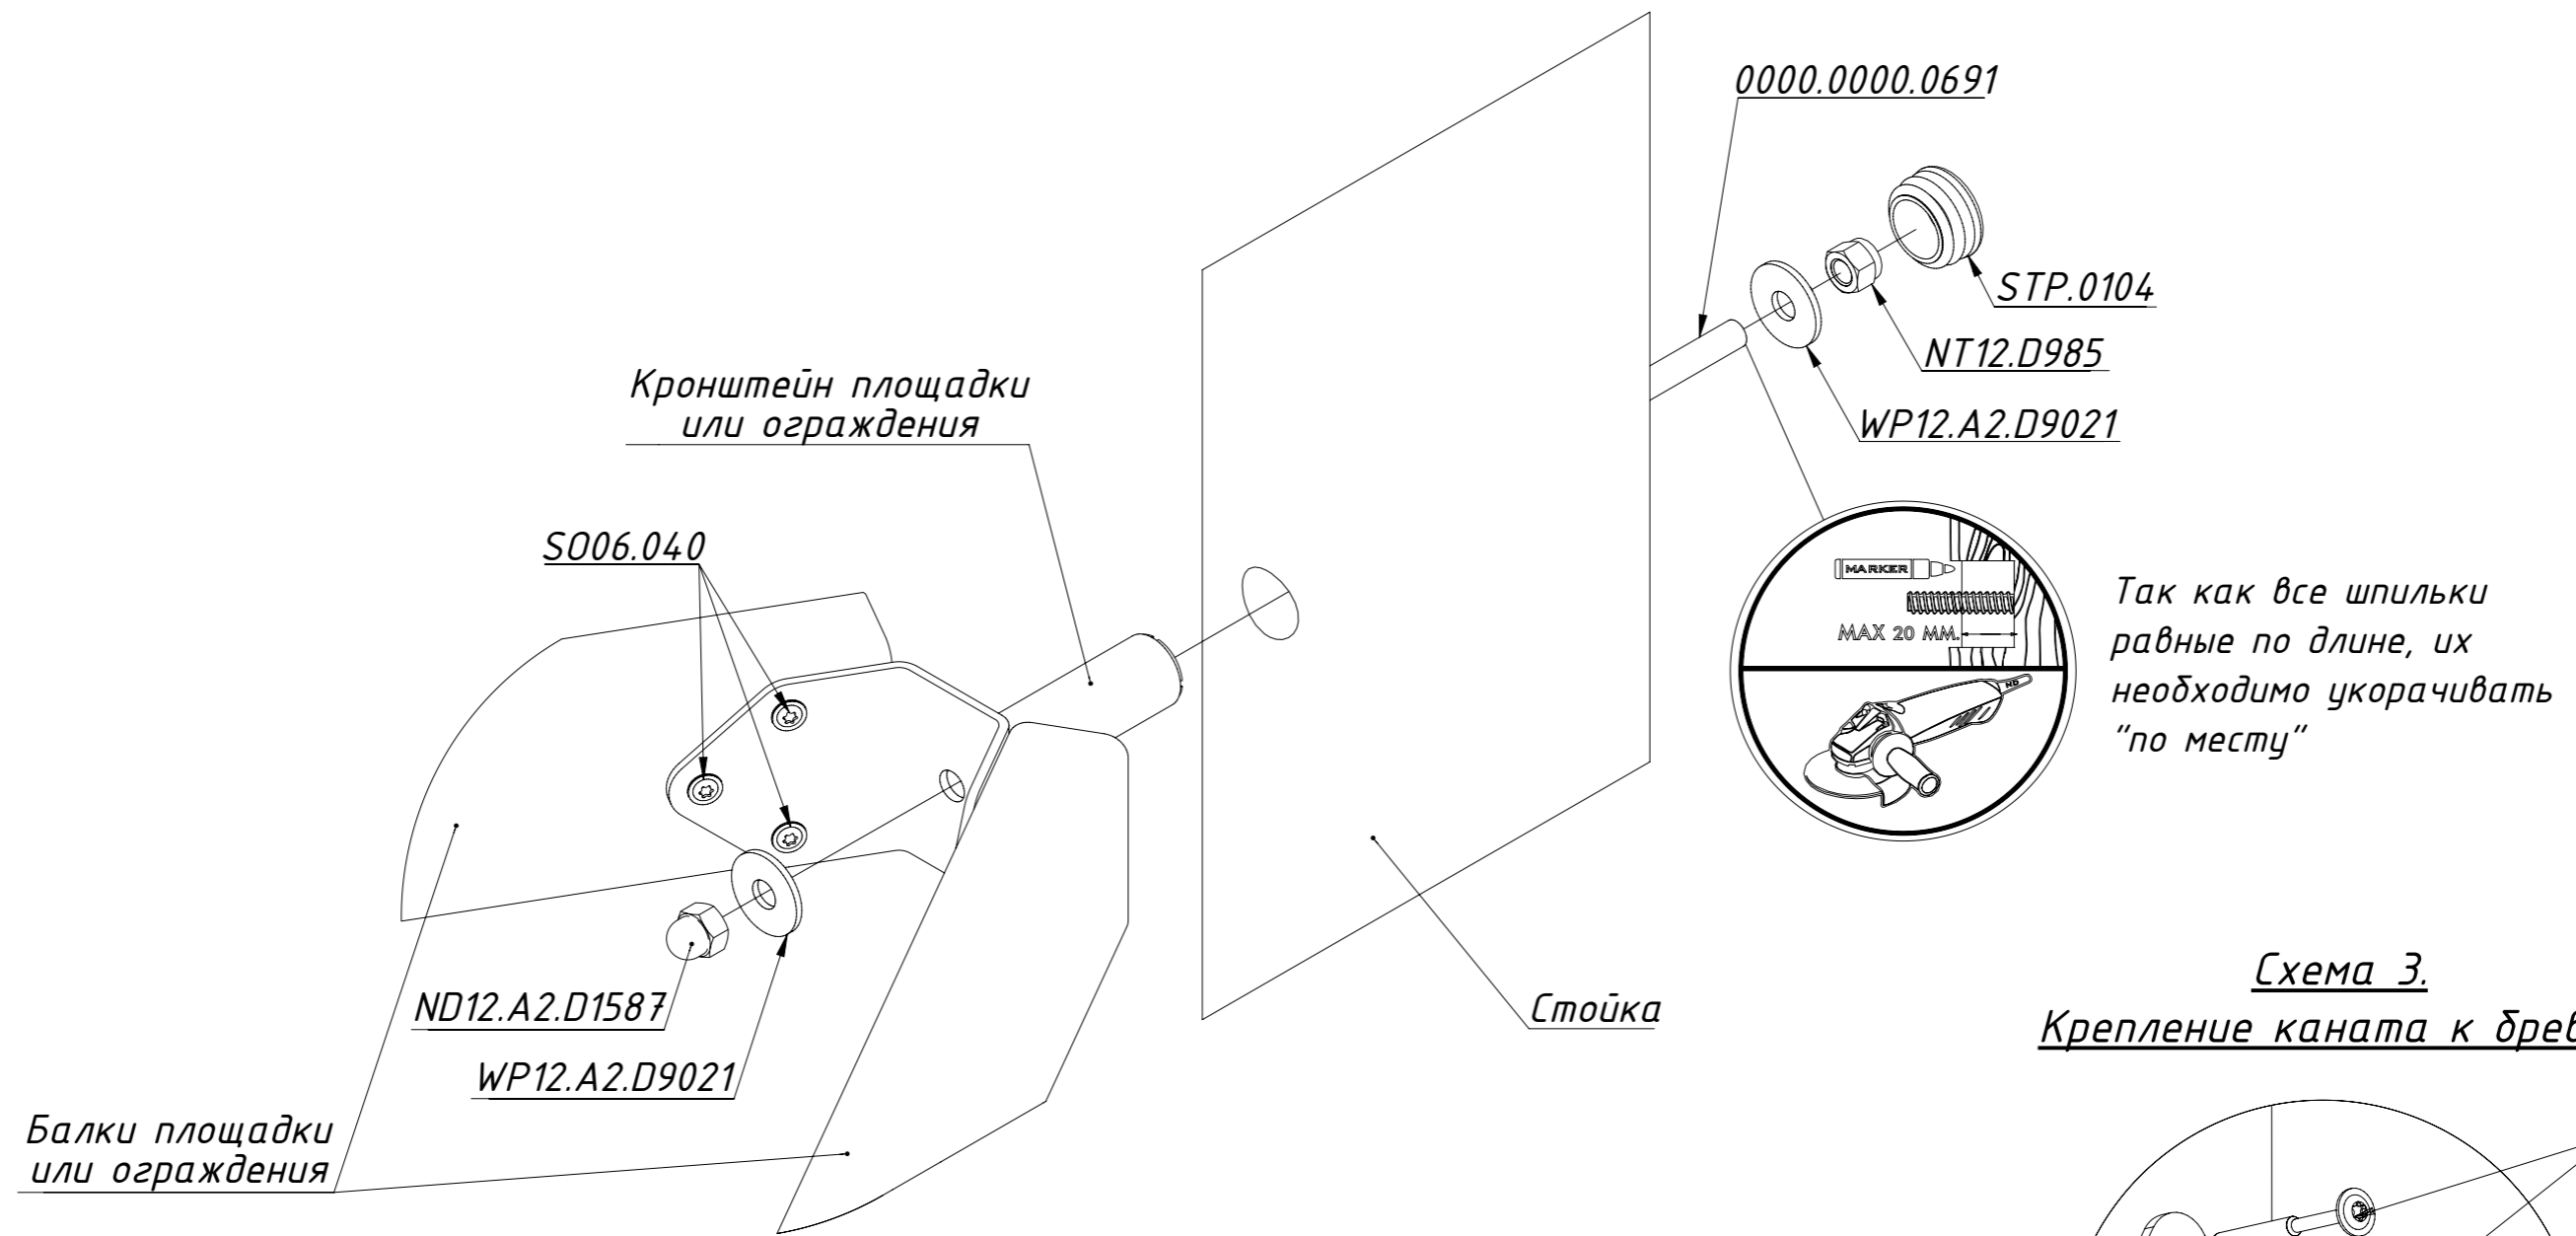 0000.0000.0691
STP.0104
NT12.D985
WP12.A2.D9021
Кронштейн площадки
или ограждения
SO06.040
MARKER
MAX 20 MM.
ND
Так как все шпильки
равные по длине, их
необходимо укорачивать
"по месту"
ND12.A2.D1587
WP12.A2.D9021
Стойка
Балки площадки
или ограждения
Схема 3.
Крепление каната к